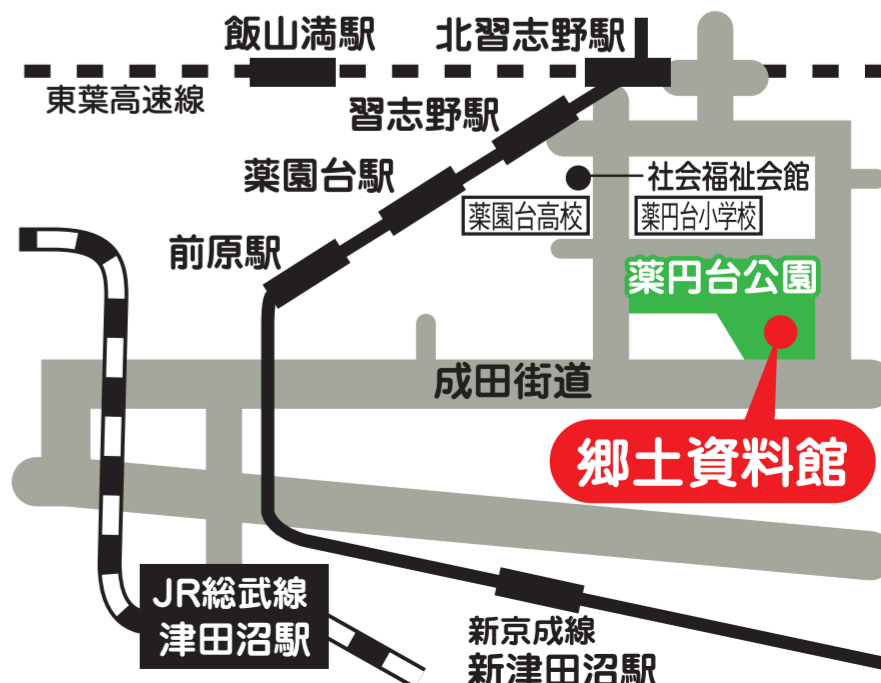 飯山満駅
北習志野駅
東葉高速線
習志野駅
薬園台駅
社会福祉会館
薬園台高校
薬円台小学校
前原駅
薬円台公園
成田街道
郷土資料館
JR総武線
津田沼駅
新京成線
新津田沼駅